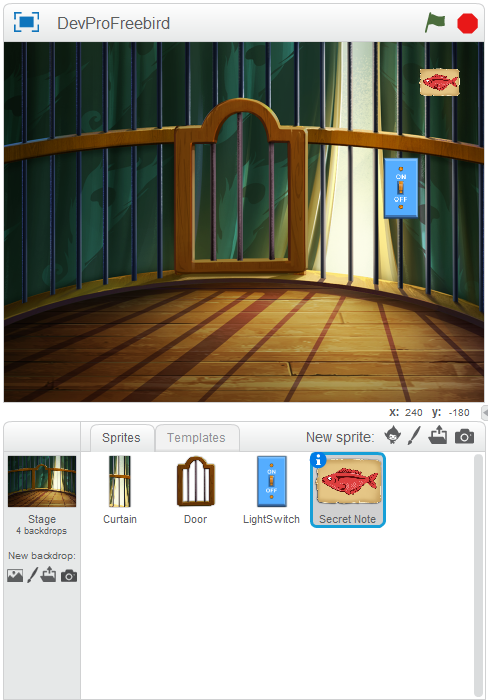 DevProFreebird
ON
OFF
x: 240 y: -180
Sprites
Templates
New sprite:
Stage
4 backdrops
New backdrop:
Curtain
Door
ON
OFF
LightSwitch
Secret Note